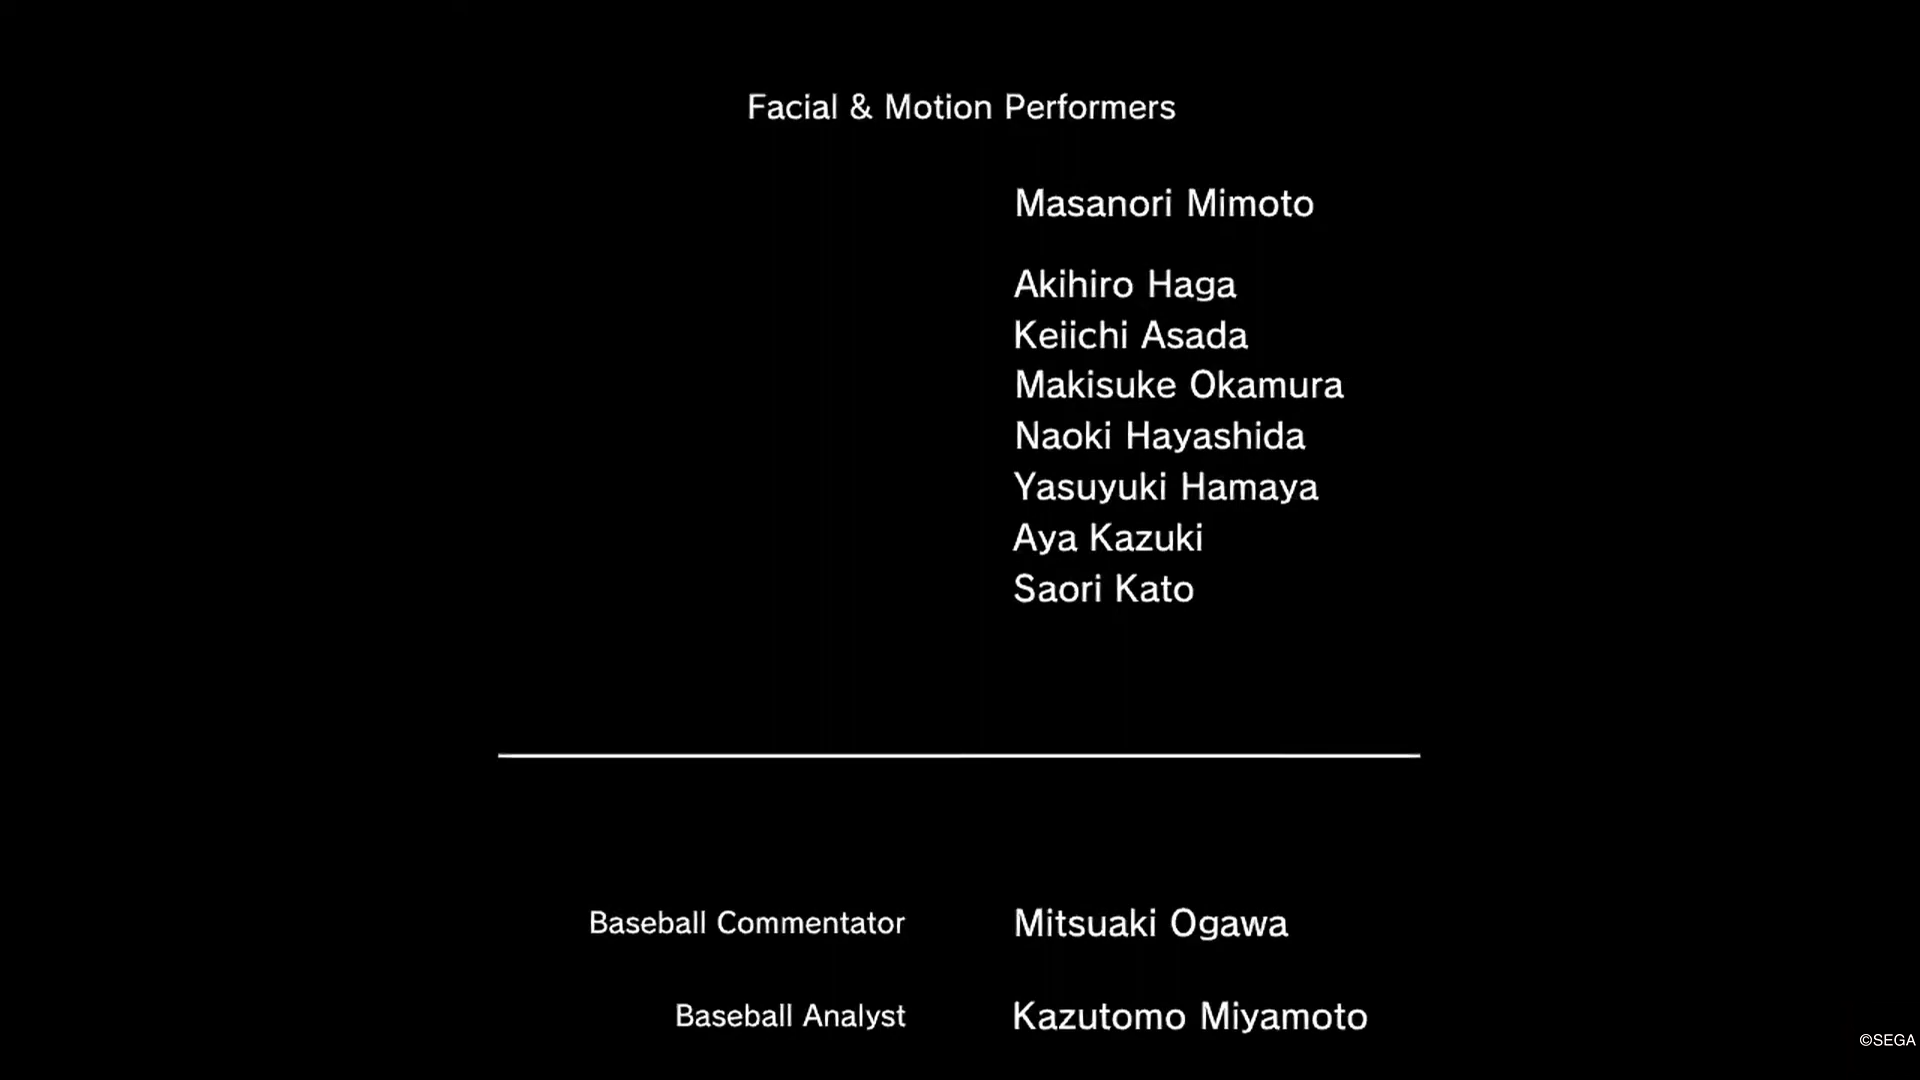 Facial & Motion Performers
Masanori Mimoto
Akihiro Haga
Keiichi Asada
Makisuke Okamura
Naoki Hayashida
Yasuyuki Hamaya
Aya Kazuki
Saori Kato
Baseball Commentator Mitsuaki Ogawa
Baseball Analyst Kazutomo Miyamoto
©SEGA